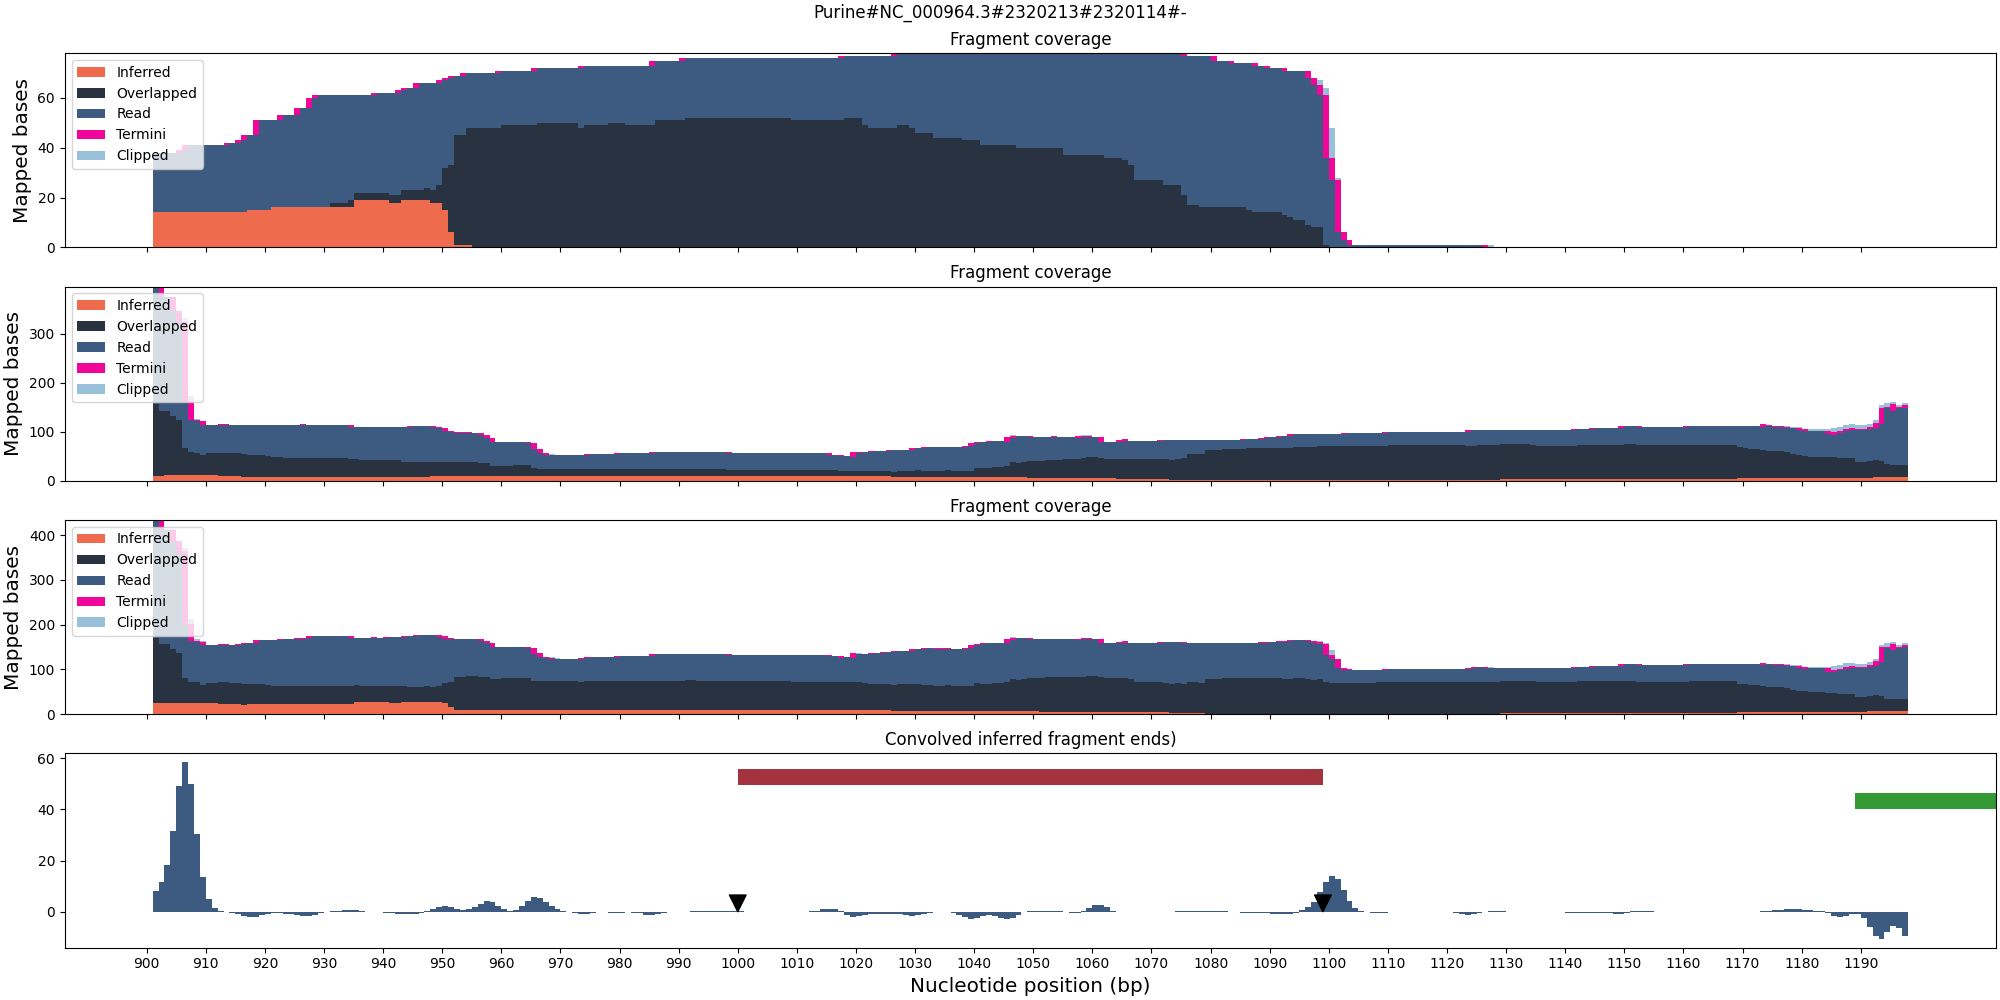 Purine#NC_000964.3#2320213#2320114#-
Fragment coverage
Mapped bases
60
40
20
0
Inferred
Overlapped
Read
Termini
Clipped
Fragment coverage
Mapped bases
300
200
100
0
Inferred
Overlapped
Read
Termini
Clipped
Fragment coverage
Mapped bases
400
300
200
100
0
Inferred
Overlapped
Read
Termini
Clipped
Convolved inferred fragment ends)
60
40
20
0
900 910 920 930 940 950 960 970 980 990 1000 1010 1020 1030 1040 1050 1060 1070 1080 1090 1100 1110 1120 1130 1140 1150 1160 1170 1180 1190
Nucleotide position (bp)